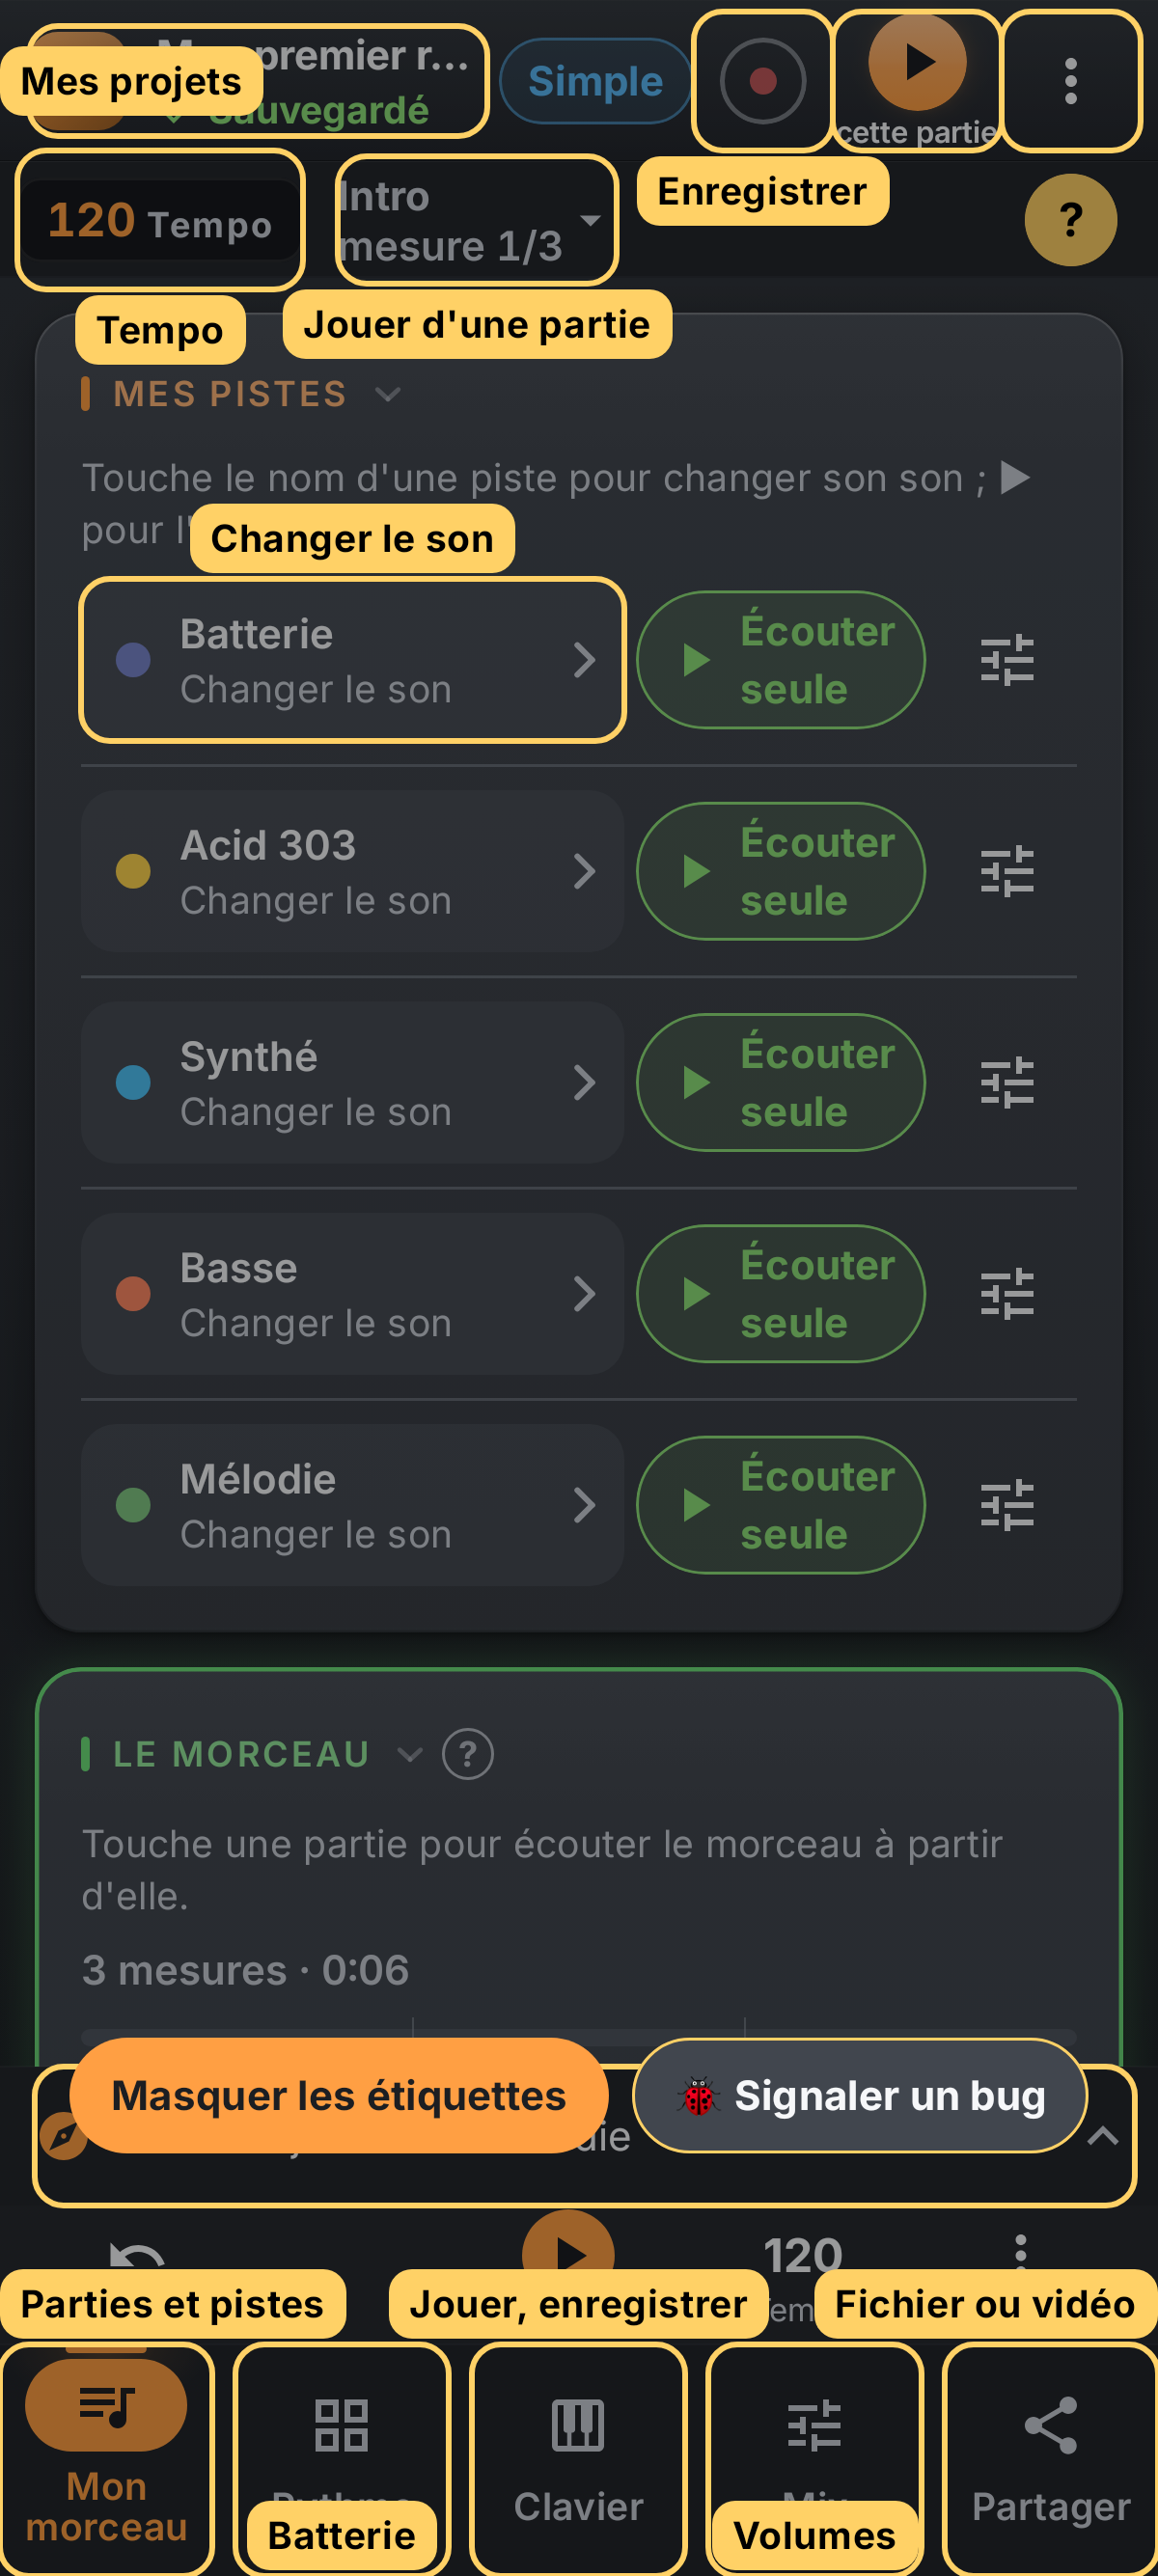 Mes projets
premier r...
Sauvegardé
Simple
cette partie
120 Tempo
Intro
mesure 1/3
Enregistrer
?
Tempo
Jouer d'une partie
MES PISTES
Touche le nom d'une piste pour changer son son ; ▶
pour l'
Changer le son
Batterie
Changer le son
Écouter
seule
Acid 303
Changer le son
Écouter
seule
Synthé
Changer le son
Écouter
seule
Basse
Changer le son
Écouter
seule
Mélodie
Changer le son
Écouter
seule
LE MORCEAU
?
Touche une partie pour écouter le morceau à partir
d'elle.
3 mesures · 0:06
Masquer les étiquettes
🐞 Signaler un bug
120
Parties et pistes
Jouer, enregistrer
Fichier ou vidéo
Mon
morceau
Clavier
Partager
Batterie
Volumes